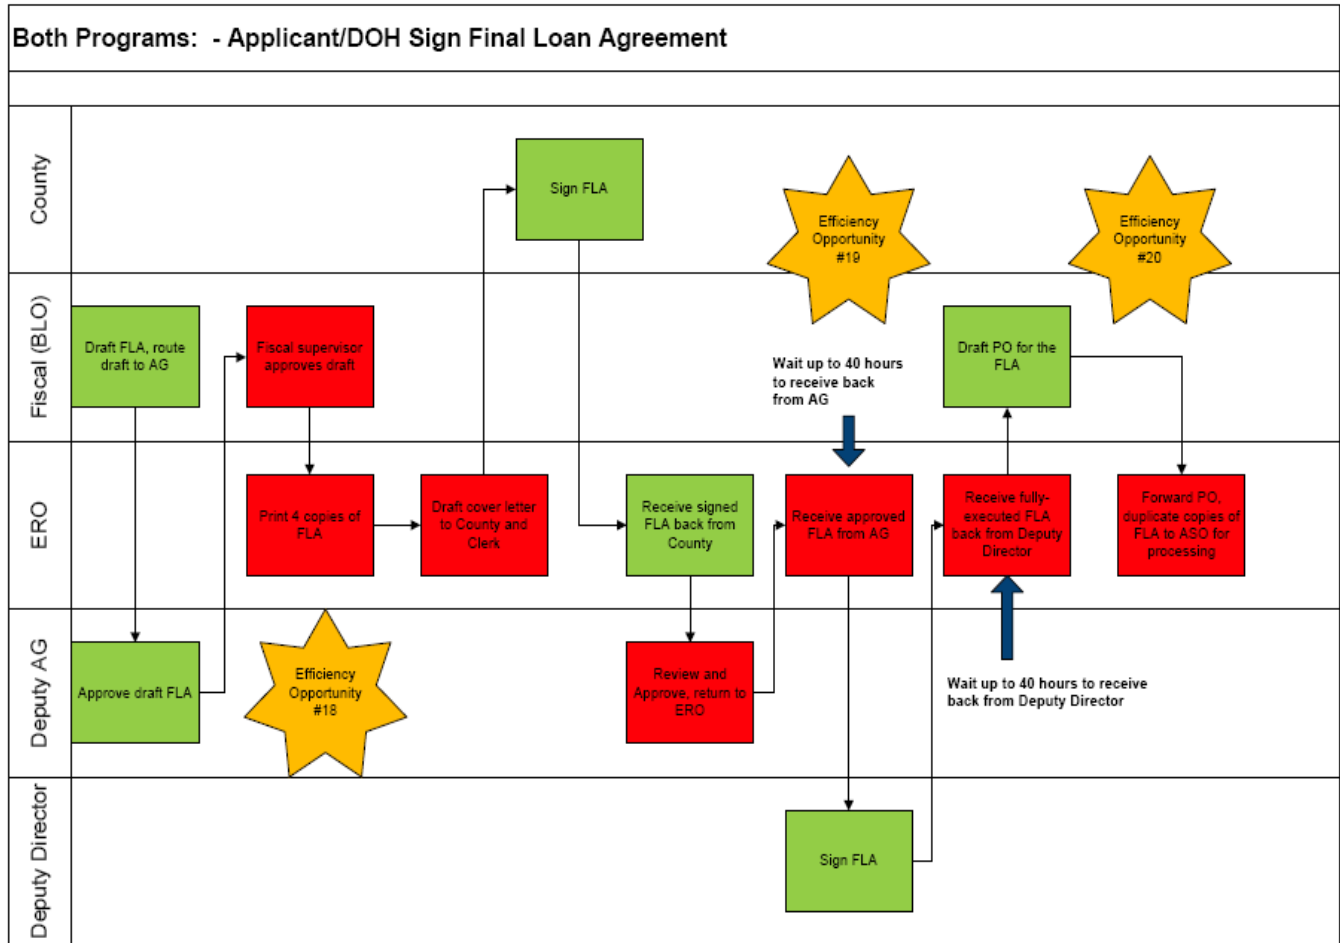 Both Programs:  - Applicant/DOH Sign Final Loan Agreement
County
Sign FLA
Efficiency
Opportunity
#19
Efficiency
Opportunity
#20
Fiscal (BLO)
Draft FLA, route
draft to AG
Fiscal supervisor
approves draft
Wait up to 40 hours
to receive back
from AG
Draft PO for the
FLA
ERO
Print 4 copies of
FLA
Draft cover letter
to County and
Clerk
Receive signed
FLA back from
County
Receive approved
FLA from AG
Receive fully-
executed FLA
back from Deputy
Director
Forward PO,
duplicate copies of
FLA to ASO for
processing
Deputy AG
Approve draft FLA
Efficiency
Opportunity
#18
Review and
Approve, return to
ERO
Wait up to 40 hours to receive
back from Deputy Director
Deputy Director
Sign FLA